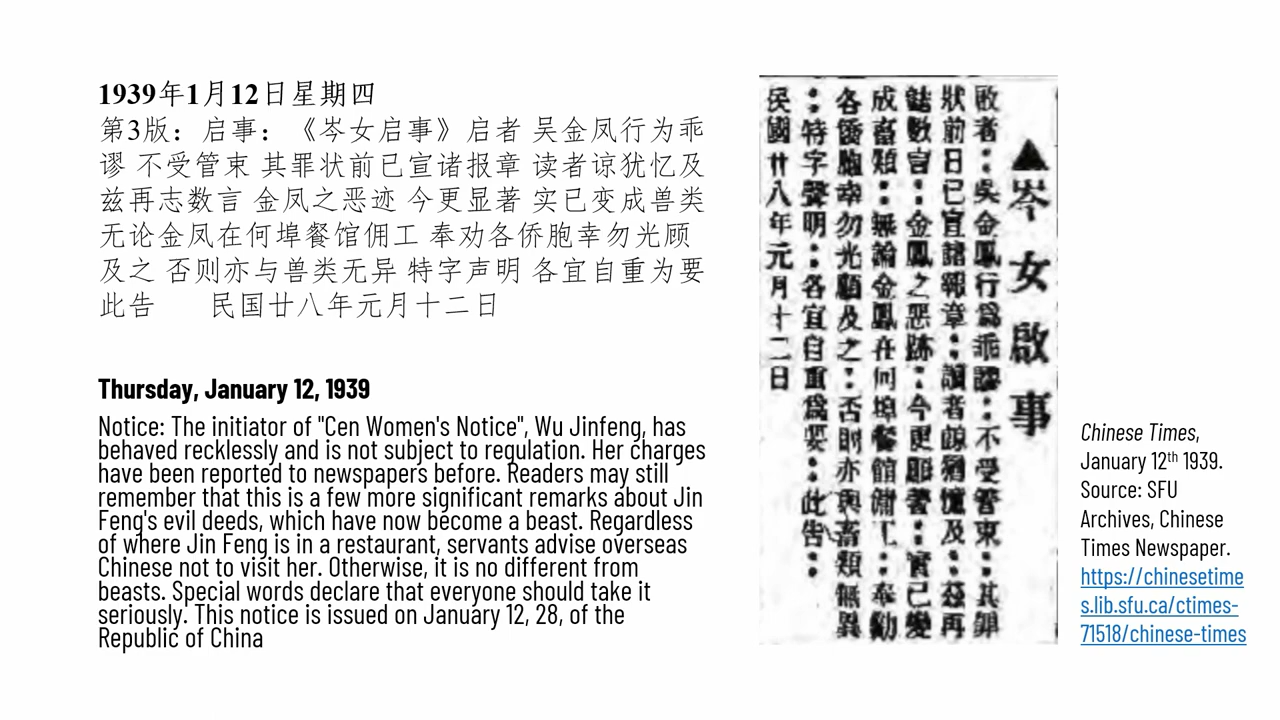 1939年1月12日星期四
第3版：启事：《岑女启事》启者 吴金凤行为乖
谬 不受管束 其罪状前已宣诸报章 读者谅犹忆及
兹再志数言 金凤之恶迹 今更显著 实已变成兽类
无论金凤在何埠餐馆佣工 奉劝各侨胞幸勿光顾
及之 否则亦与兽类无异 特字声明 各宜自重为要
此告 民国廿八年元月十二日
Thursday, January 12, 1939
Notice: The initiator of "Cen Women's Notice", Wu Jinfeng, has
behaved recklessly and is not subject to regulation. Her charges
have been reported to newspapers before. Readers may still
remember that this is a few more significant remarks about Jin
Feng's evil deeds, which have now become a beast. Regardless
of where Jin Feng is in a restaurant, servants advise overseas
Chinese not to visit her. Otherwise, it is no different from
beasts. Special words declare that everyone should take it
seriously. This notice is issued on January 12, 28, of the
Republic of China
▲岑女啟事
啟者：吳金鳳行爲乖謬：不受管束：其罪
狀前日已宣諸報章：讀者諒猶憶及：茲再
誌數言：金鳳之恶跡：今更顯著：實已變
成畜類：無論金鳳在何埠餐館傭工：奉勸
各僑胞幸勿光顧及之：否則亦與畜類無異
：特字聲明：各宜自重爲要：此告：
民國廿八年元月十二日
Chinese Times,
January 12th 1939.
Source: SFU
Archives, Chinese
Times Newspaper.
https://chinesetime
s.lib.sfu.ca/ctimes-
71518/chinese-times